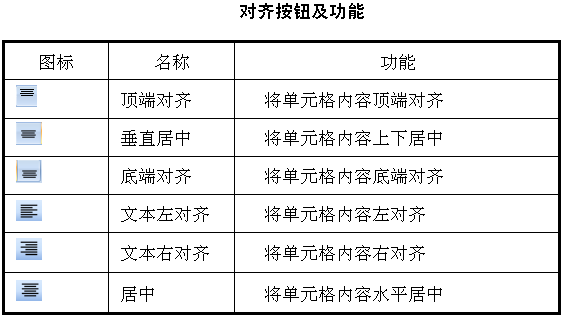 对齐按钮及功能
图标 名称 功能
顶端对齐 将单元格内容顶端对齐
垂直居中 将单元格内容上下居中
底端对齐 将单元格内容底端对齐
文本左对齐 将单元格内容左对齐
文本右对齐 将单元格内容右对齐
居中 将单元格内容水平居中